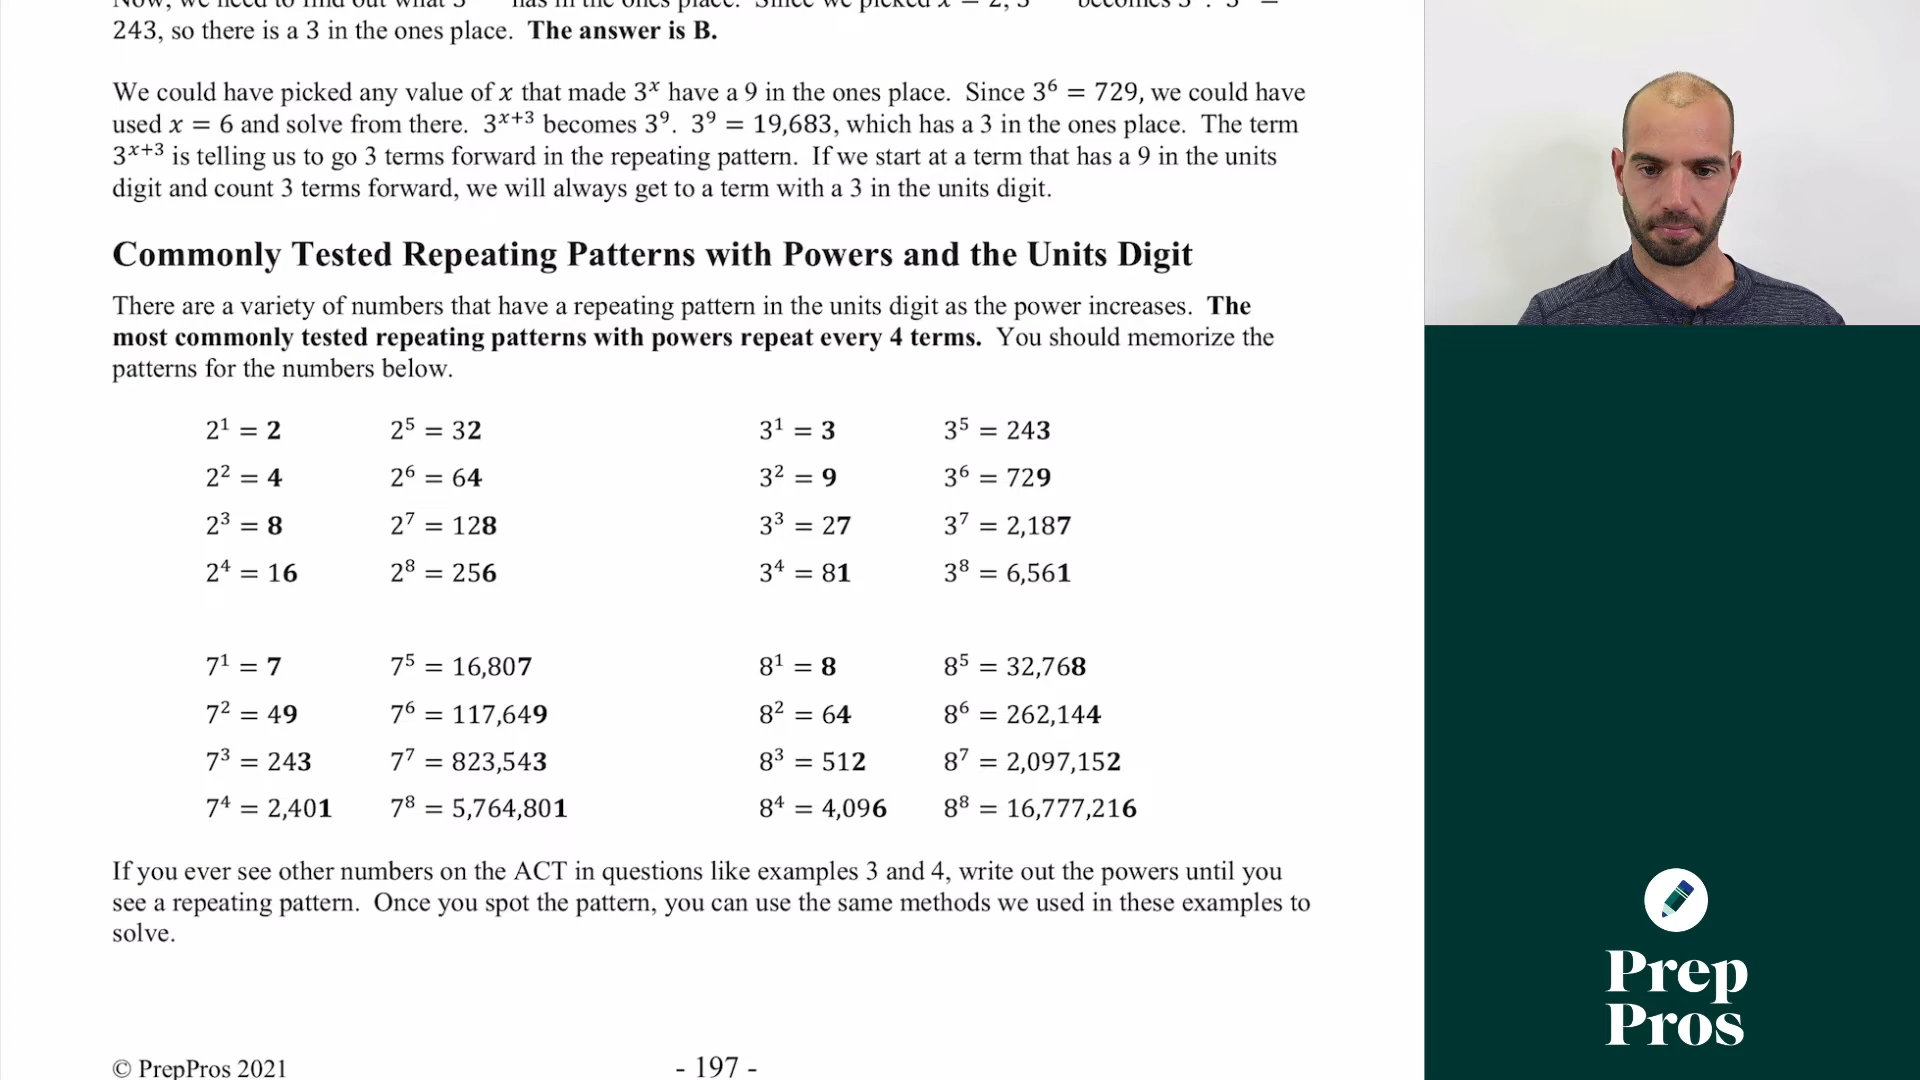 243, so there is a 3 in the ones place. The answer is B.
We could have picked any value of x that made 3ˣ have a 9 in the ones place. Since 3⁶ = 729, we could have
used x = 6 and solve from there. 3ˣ⁺³ becomes 3⁹. 3⁹ = 19,683, which has a 3 in the ones place. The term
3ˣ⁺³ is telling us to go 3 terms forward in the repeating pattern. If we start at a term that has a 9 in the units
digit and count 3 terms forward, we will always get to a term with a 3 in the units digit.
Commonly Tested Repeating Patterns with Powers and the Units Digit
There are a variety of numbers that have a repeating pattern in the units digit as the power increases. The
most commonly tested repeating patterns with powers repeat every 4 terms. You should memorize the
patterns for the numbers below.
2¹ = 2 2⁵ = 32 3¹ = 3 3⁵ = 243
2² = 4 2⁶ = 64 3² = 9 3⁶ = 729
2³ = 8 2⁷ = 128 3³ = 27 3⁷ = 2,187
2⁴ = 16 2⁸ = 256 3⁴ = 81 3⁸ = 6,561
7¹ = 7 7⁵ = 16,807 8¹ = 8 8⁵ = 32,768
7² = 49 7⁶ = 117,649 8² = 64 8⁶ = 262,144
7³ = 243 7⁷ = 823,543 8³ = 512 8⁷ = 2,097,152
7⁴ = 2,401 7⁸ = 5,764,801 8⁴ = 4,096 8⁸ = 16,777,216
If you ever see other numbers on the ACT in questions like examples 3 and 4, write out the powers until you
see a repeating pattern. Once you spot the pattern, you can use the same methods we used in these examples to
solve.
© PrepPros 2021 - 197 -
Prep
Pros